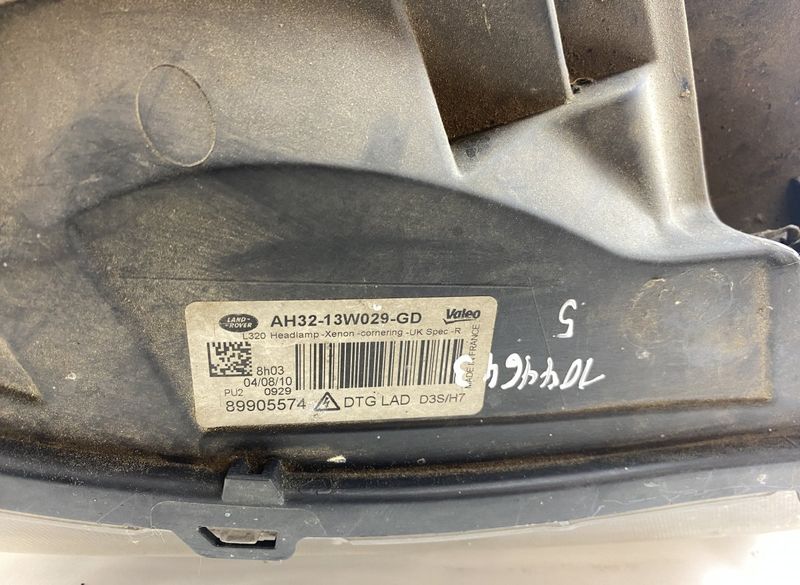 LAND-
ROVER
AH32-13W029-GD
Valeo
L320 Headlamp -Xenon -cornering -UK Spec -R
8h03
04/08/10
PU2 0929
MADE IN FRANCE
89905574 DTG LAD D3S/H7
1044643
5